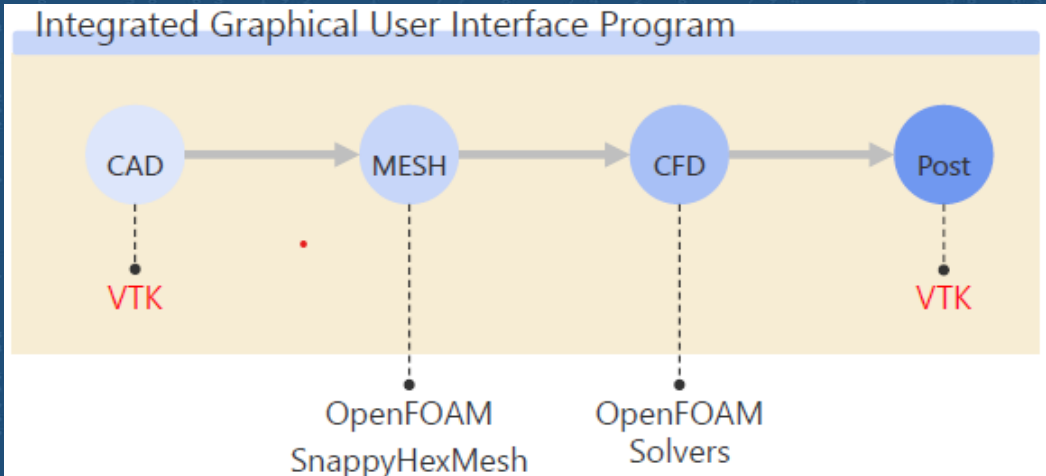 Integrated Graphical User Interface Program
CAD
MESH
CFD
Post
VTK
VTK
OpenFOAM
SnappyHexMesh
OpenFOAM
Solvers